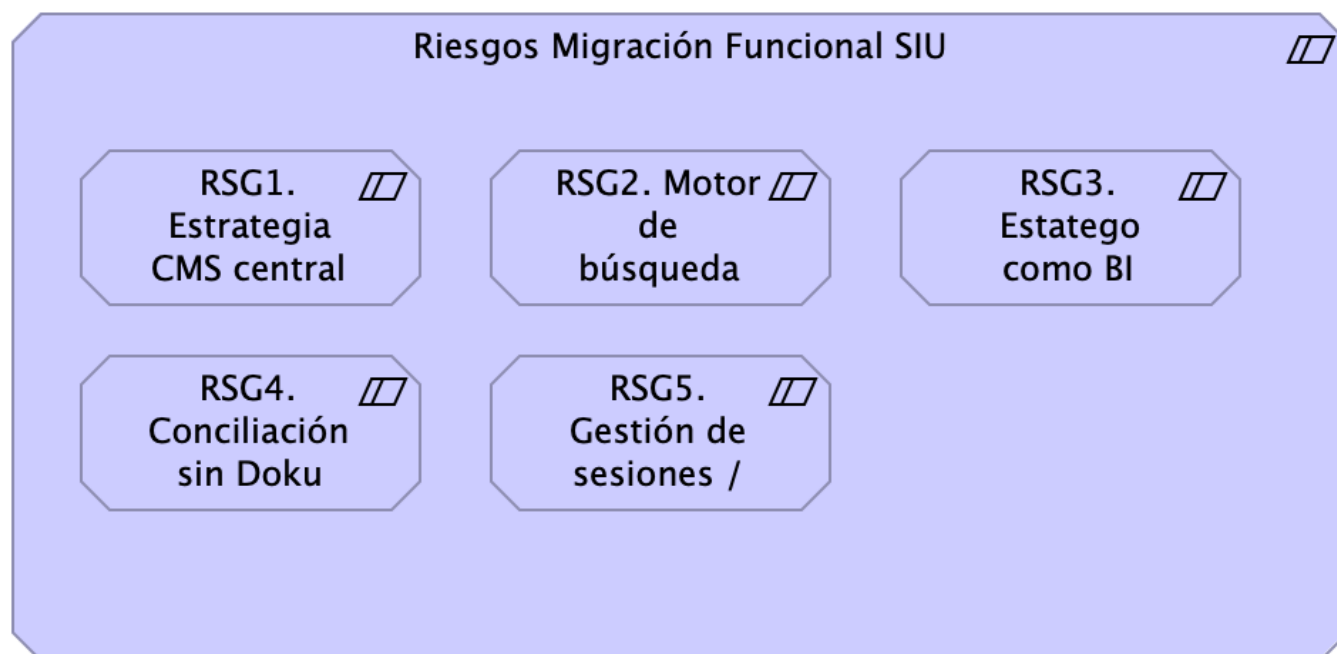 Riesgos Migración Funcional SIU
RSG1.
Estrategia
CMS central
RSG2. Motor
de
búsqueda
RSG3.
Estatego
como BI
RSG4.
Conciliación
sin Doku
RSG5.
Gestión de
sesiones /